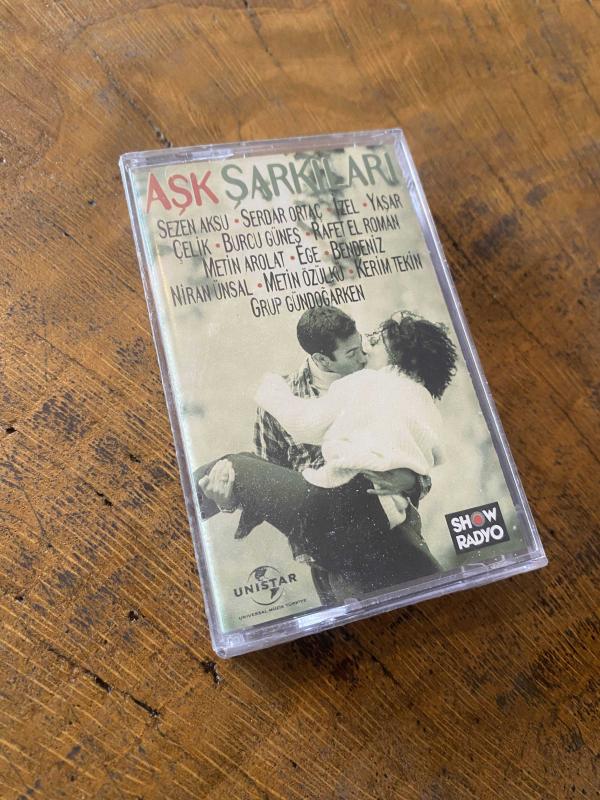 AŞK ŞARKILARI
SEZEN AKSU • SERDAR ORTAÇ • İZEL • YAŞAR
ÇELİK • BURCU GÜNEŞ • RAFET EL ROMAN
METİN AROLAT • EGE • BENDENİZ
NİRAN ÜNSAL • METİN ÖZÜLKÜ • KERİM TEKİN
GRUP GÜNDOĞARKEN
SHOW
RADYO
UNISTAR
UNIVERSAL MÜZİK TÜRKİYE